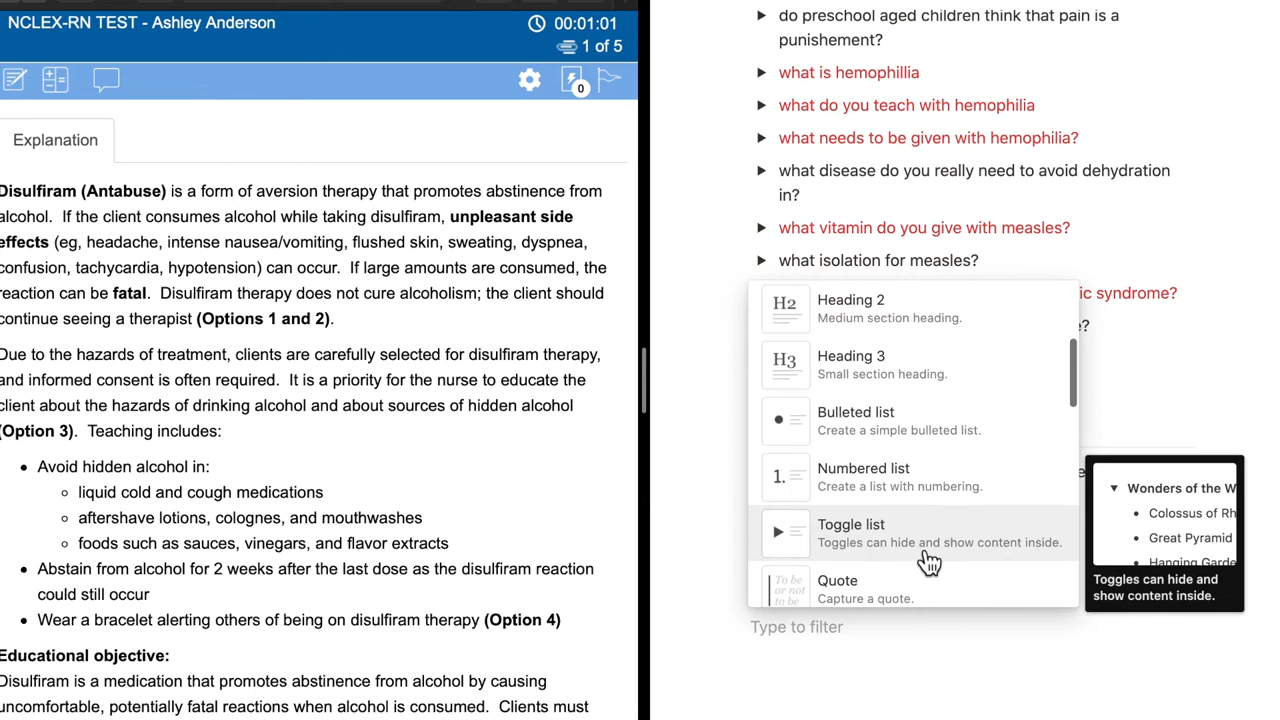 NCLEX-RN TEST - Ashley Anderson
00:01:01
1 of 5
0
Explanation
Disulfiram (Antabuse) is a form of aversion therapy that promotes abstinence from
alcohol.  If the client consumes alcohol while taking disulfiram, unpleasant side
effects (eg, headache, intense nausea/vomiting, flushed skin, sweating, dyspnea,
confusion, tachycardia, hypotension) can occur.  If large amounts are consumed, the
reaction can be fatal.  Disulfiram therapy does not cure alcoholism; the client should
continue seeing a therapist (Options 1 and 2).
Due to the hazards of treatment, clients are carefully selected for disulfiram therapy,
and informed consent is often required.  It is a priority for the nurse to educate the
client about the hazards of drinking alcohol and about sources of hidden alcohol
(Option 3).  Teaching includes:
Avoid hidden alcohol in:
liquid cold and cough medications
aftershave lotions, colognes, and mouthwashes
foods such as sauces, vinegars, and flavor extracts
Abstain from alcohol for 2 weeks after the last dose as the disulfiram reaction
could still occur
Wear a bracelet alerting others of being on disulfiram therapy (Option 4)
Educational objective:
Disulfiram is a medication that promotes abstinence from alcohol by causing
uncomfortable, potentially fatal reactions when alcohol is consumed.  Clients must
do preschool aged children think that pain is a
punishement?
what is hemophillia
what do you teach with hemophilia
what needs to be given with hemophilia?
what disease do you really need to avoid dehydration
in?
what vitamin do you give with measles?
what isolation for measles?
ic syndrome?
e?
H2
Heading 2
Medium section heading.
H3
Heading 3
Small section heading.
Bulleted list
Create a simple bulleted list.
1.
Numbered list
Create a list with numbering.
Toggle list
Toggles can hide and show content inside.
To be
or not
to be
Quote
Capture a quote.
Type to filter
Wonders of the W
Colossus of Rh
Great Pyramid
Hanging Garde
Toggles can hide and
show content inside.